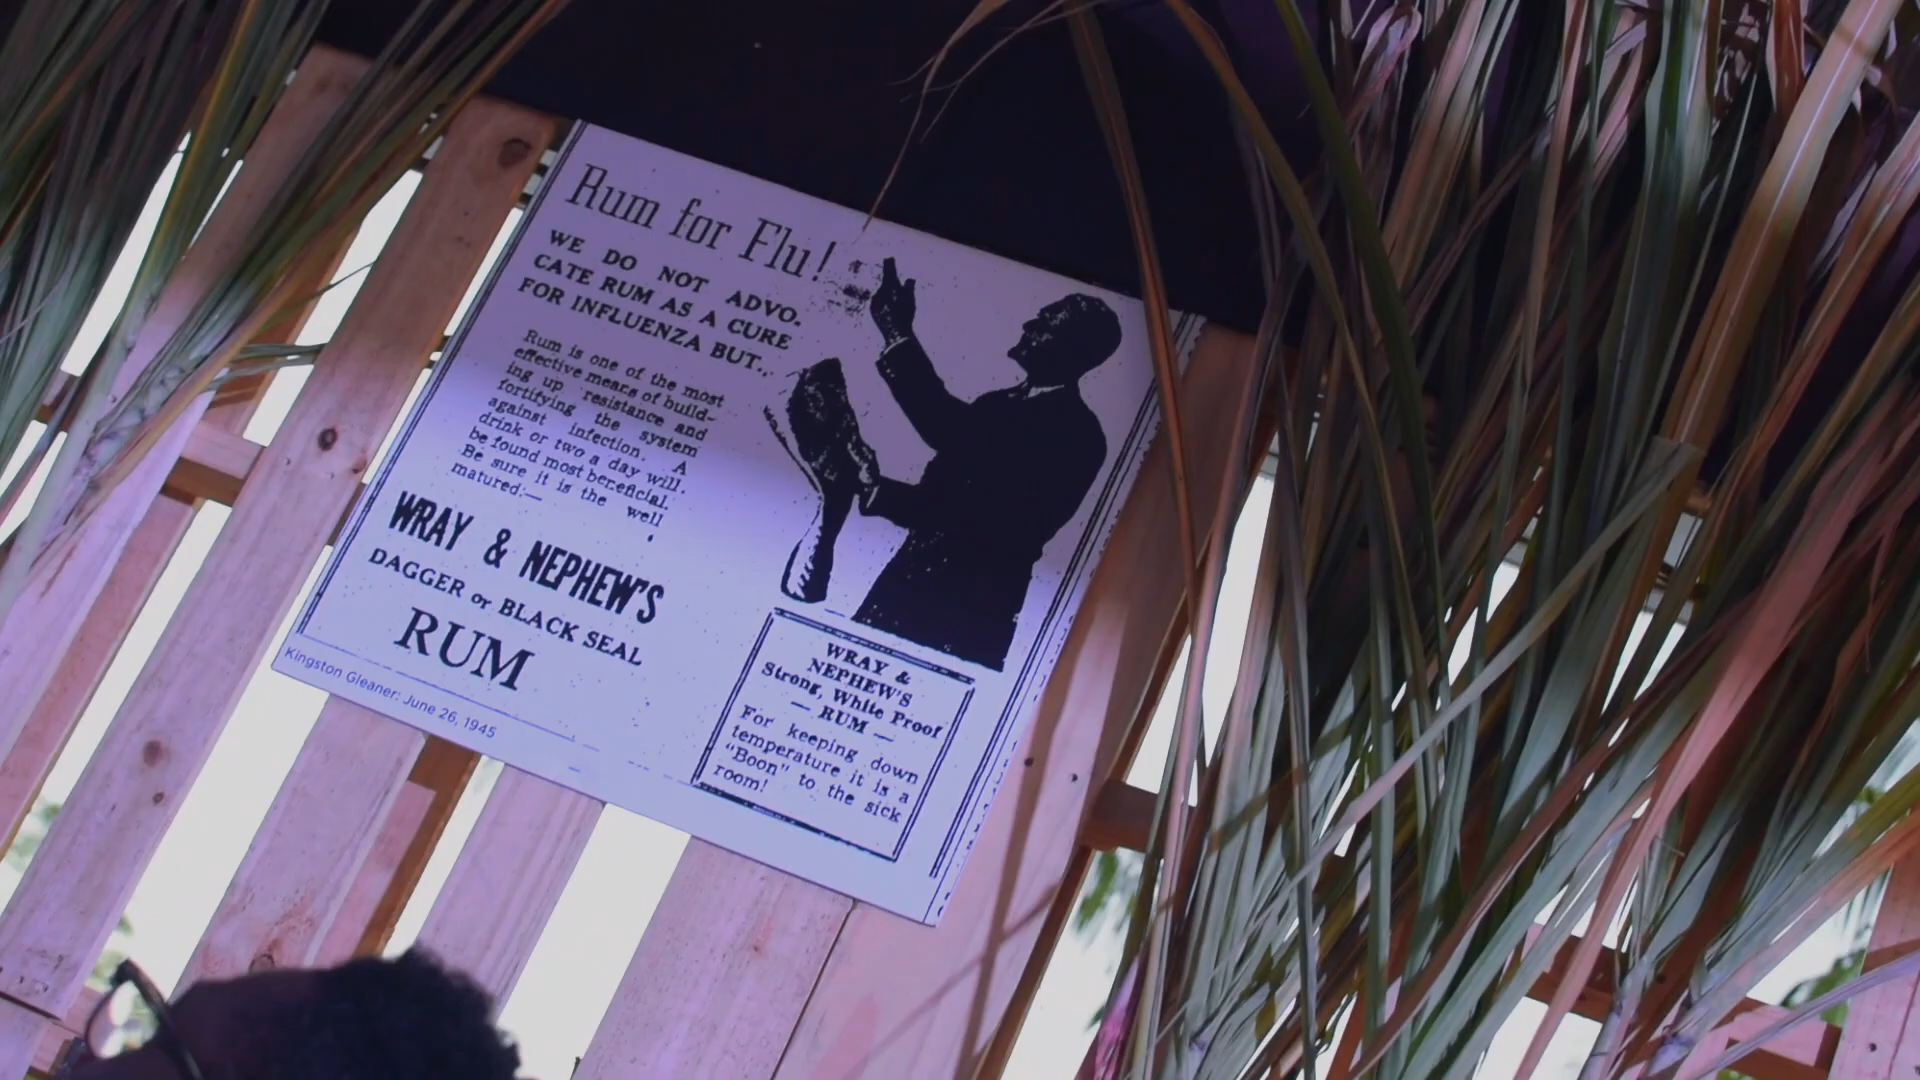 Rum for Flu!
WE DO NOT ADVO-
CATE RUM AS A CURE
FOR INFLUENZA BUT..
Rum is one of the most
effective means of build-
ing up resistance and
fortifying the system
against infection. A
drink or two a day will
be found most beneficial.
Be sure it is the well
matured:—
WRAY & NEPHEW'S
DAGGER or BLACK SEAL
RUM
Kingston Gleaner: June 26, 1945
WRAY &
NEPHEW'S
Strong, White Proof
— RUM —
For keeping down
temperature it is a
"Boon" to the sick
room!